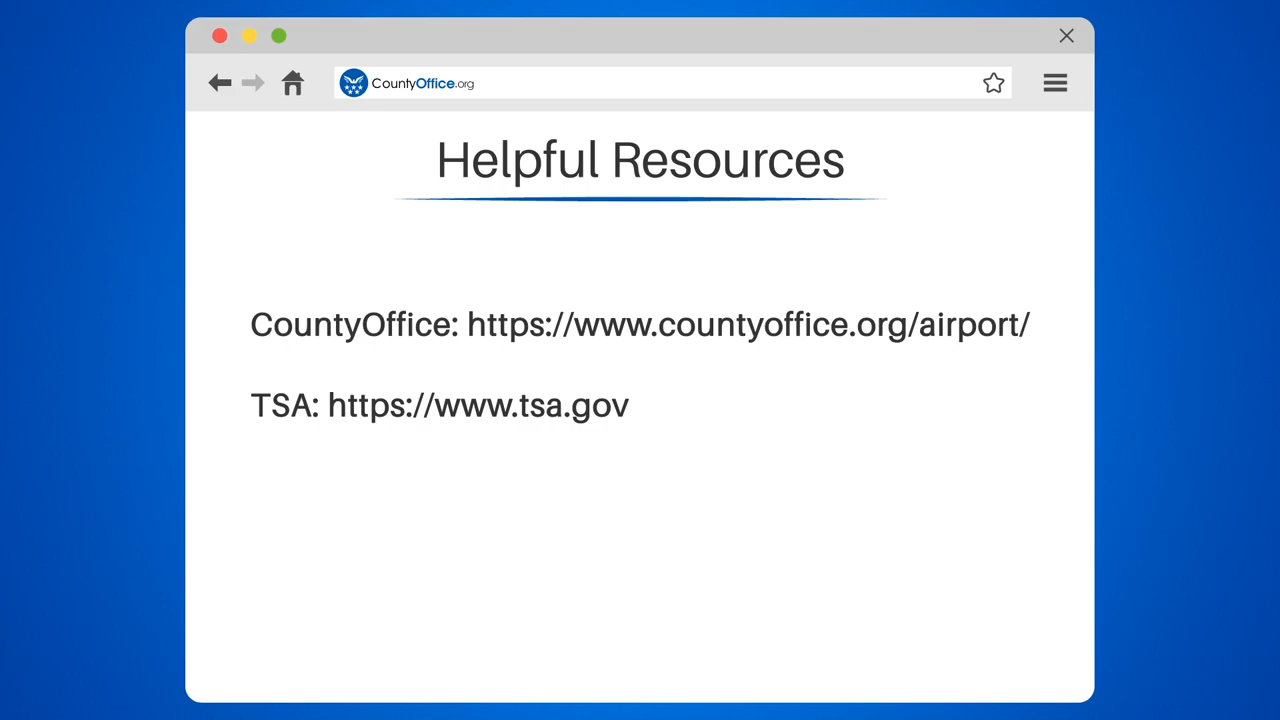 CountyOffice.org
Helpful Resources
CountyOffice: https://www.countyoffice.org/airport/
TSA: https://www.tsa.gov